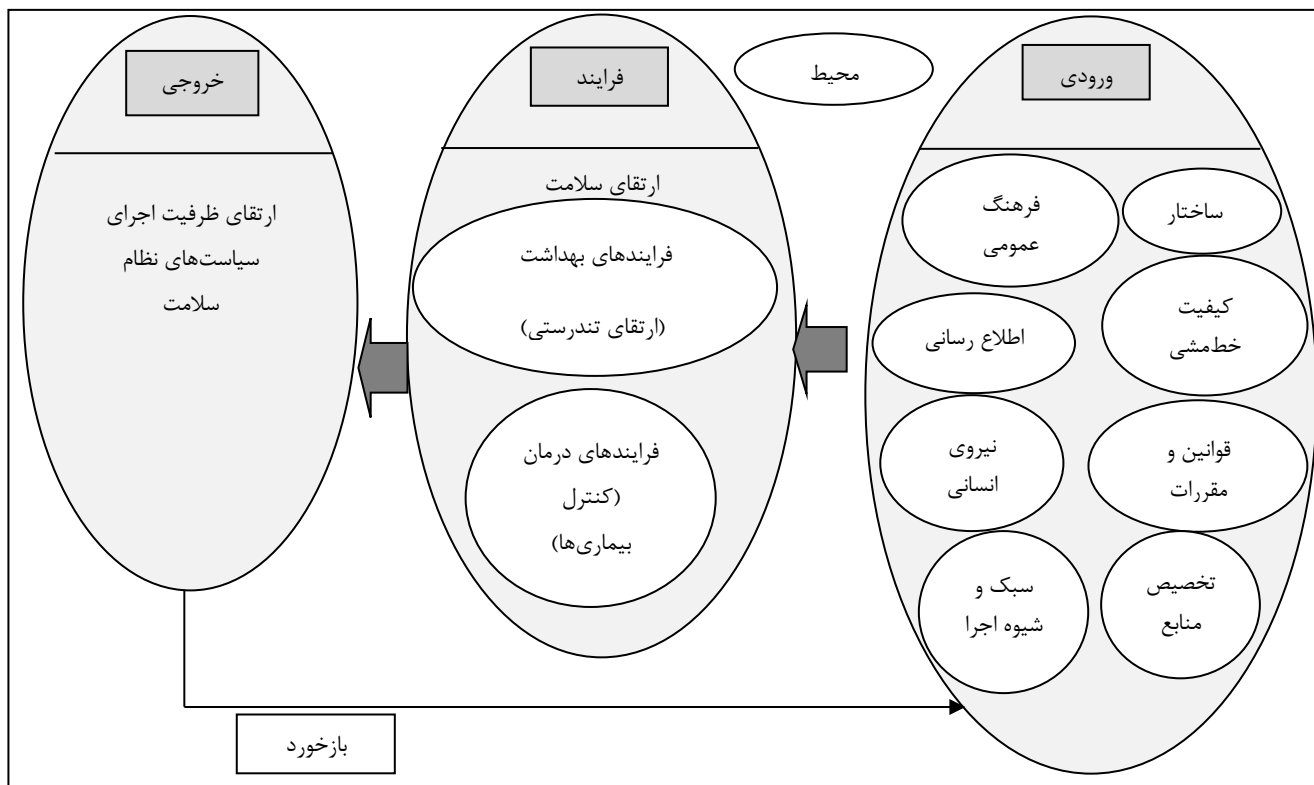 ورودی
ساختار
فرهنگ
عمومی
کیفیت
خط‌مشی
اطلاع رسانی
قوانین و
مقررات
نیروی
انسانی
تخصیص
منابع
سبک و
شیوه اجرا
محیط
فرایند
ارتقای سلامت
فرایندهای بهداشت
(ارتقای تندرستی)
فرایندهای درمان
(کنترل
بیماری‌ها)
خروجی
ارتقای ظرفیت اجرای
سیاست‌های نظام
سلامت
بازخورد